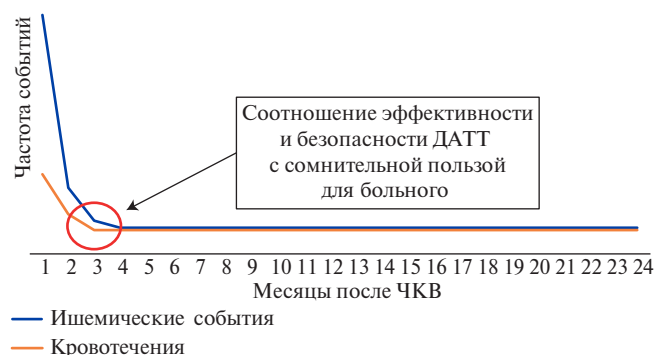 Частота событий
Соотношение эффективности
и безопасности ДАТТ
с сомнительной пользой
для больного
1 2 3 4 5 6 7 8 9 10 11 12 13 14 15 16 17 18 19 20 21 22 23 24
Месяцы после ЧКВ
Ишемические события
Кровотечения